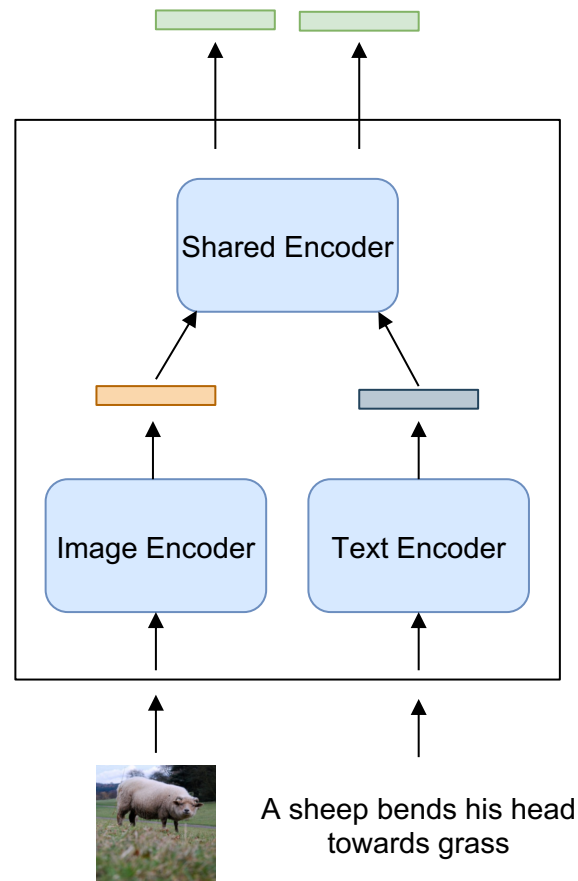 Shared Encoder
Image Encoder
Text Encoder
A sheep bends his head
towards grass